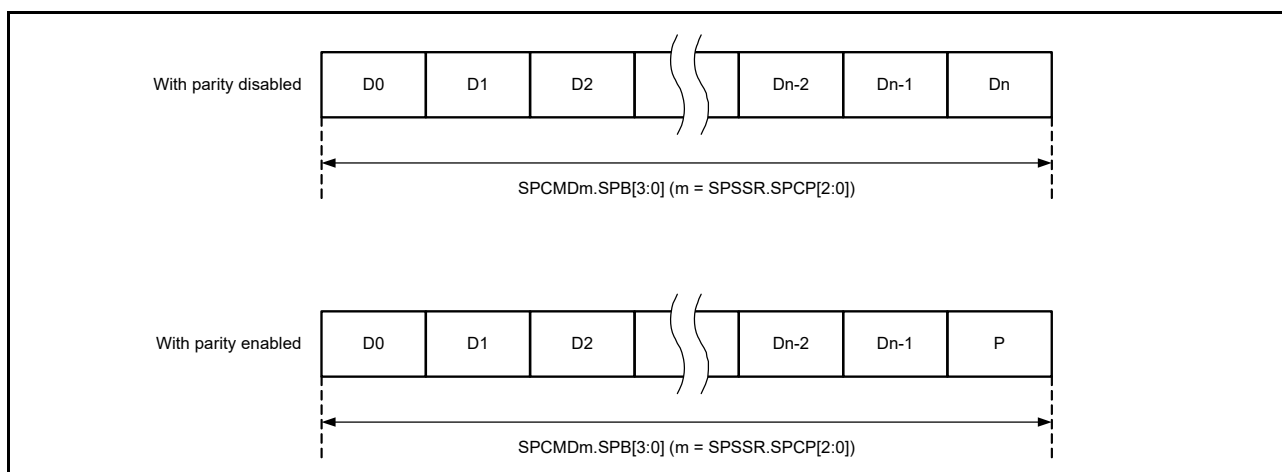 With parity disabled D0 D1 D2 Dn-2 Dn-1 Dn
SPCMDm.SPB[3:0] (m = SPSSR.SPCP[2:0])
With parity enabled D0 D1 D2 Dn-2 Dn-1 P
SPCMDm.SPB[3:0] (m = SPSSR.SPCP[2:0])